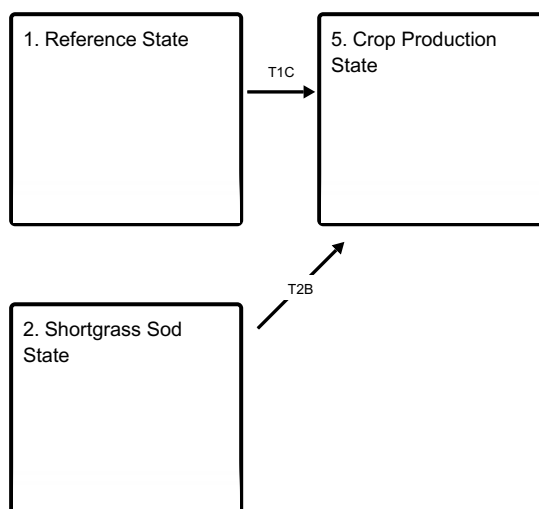 1. Reference State
T1C
5. Crop Production
State
T2B
2. Shortgrass Sod
State